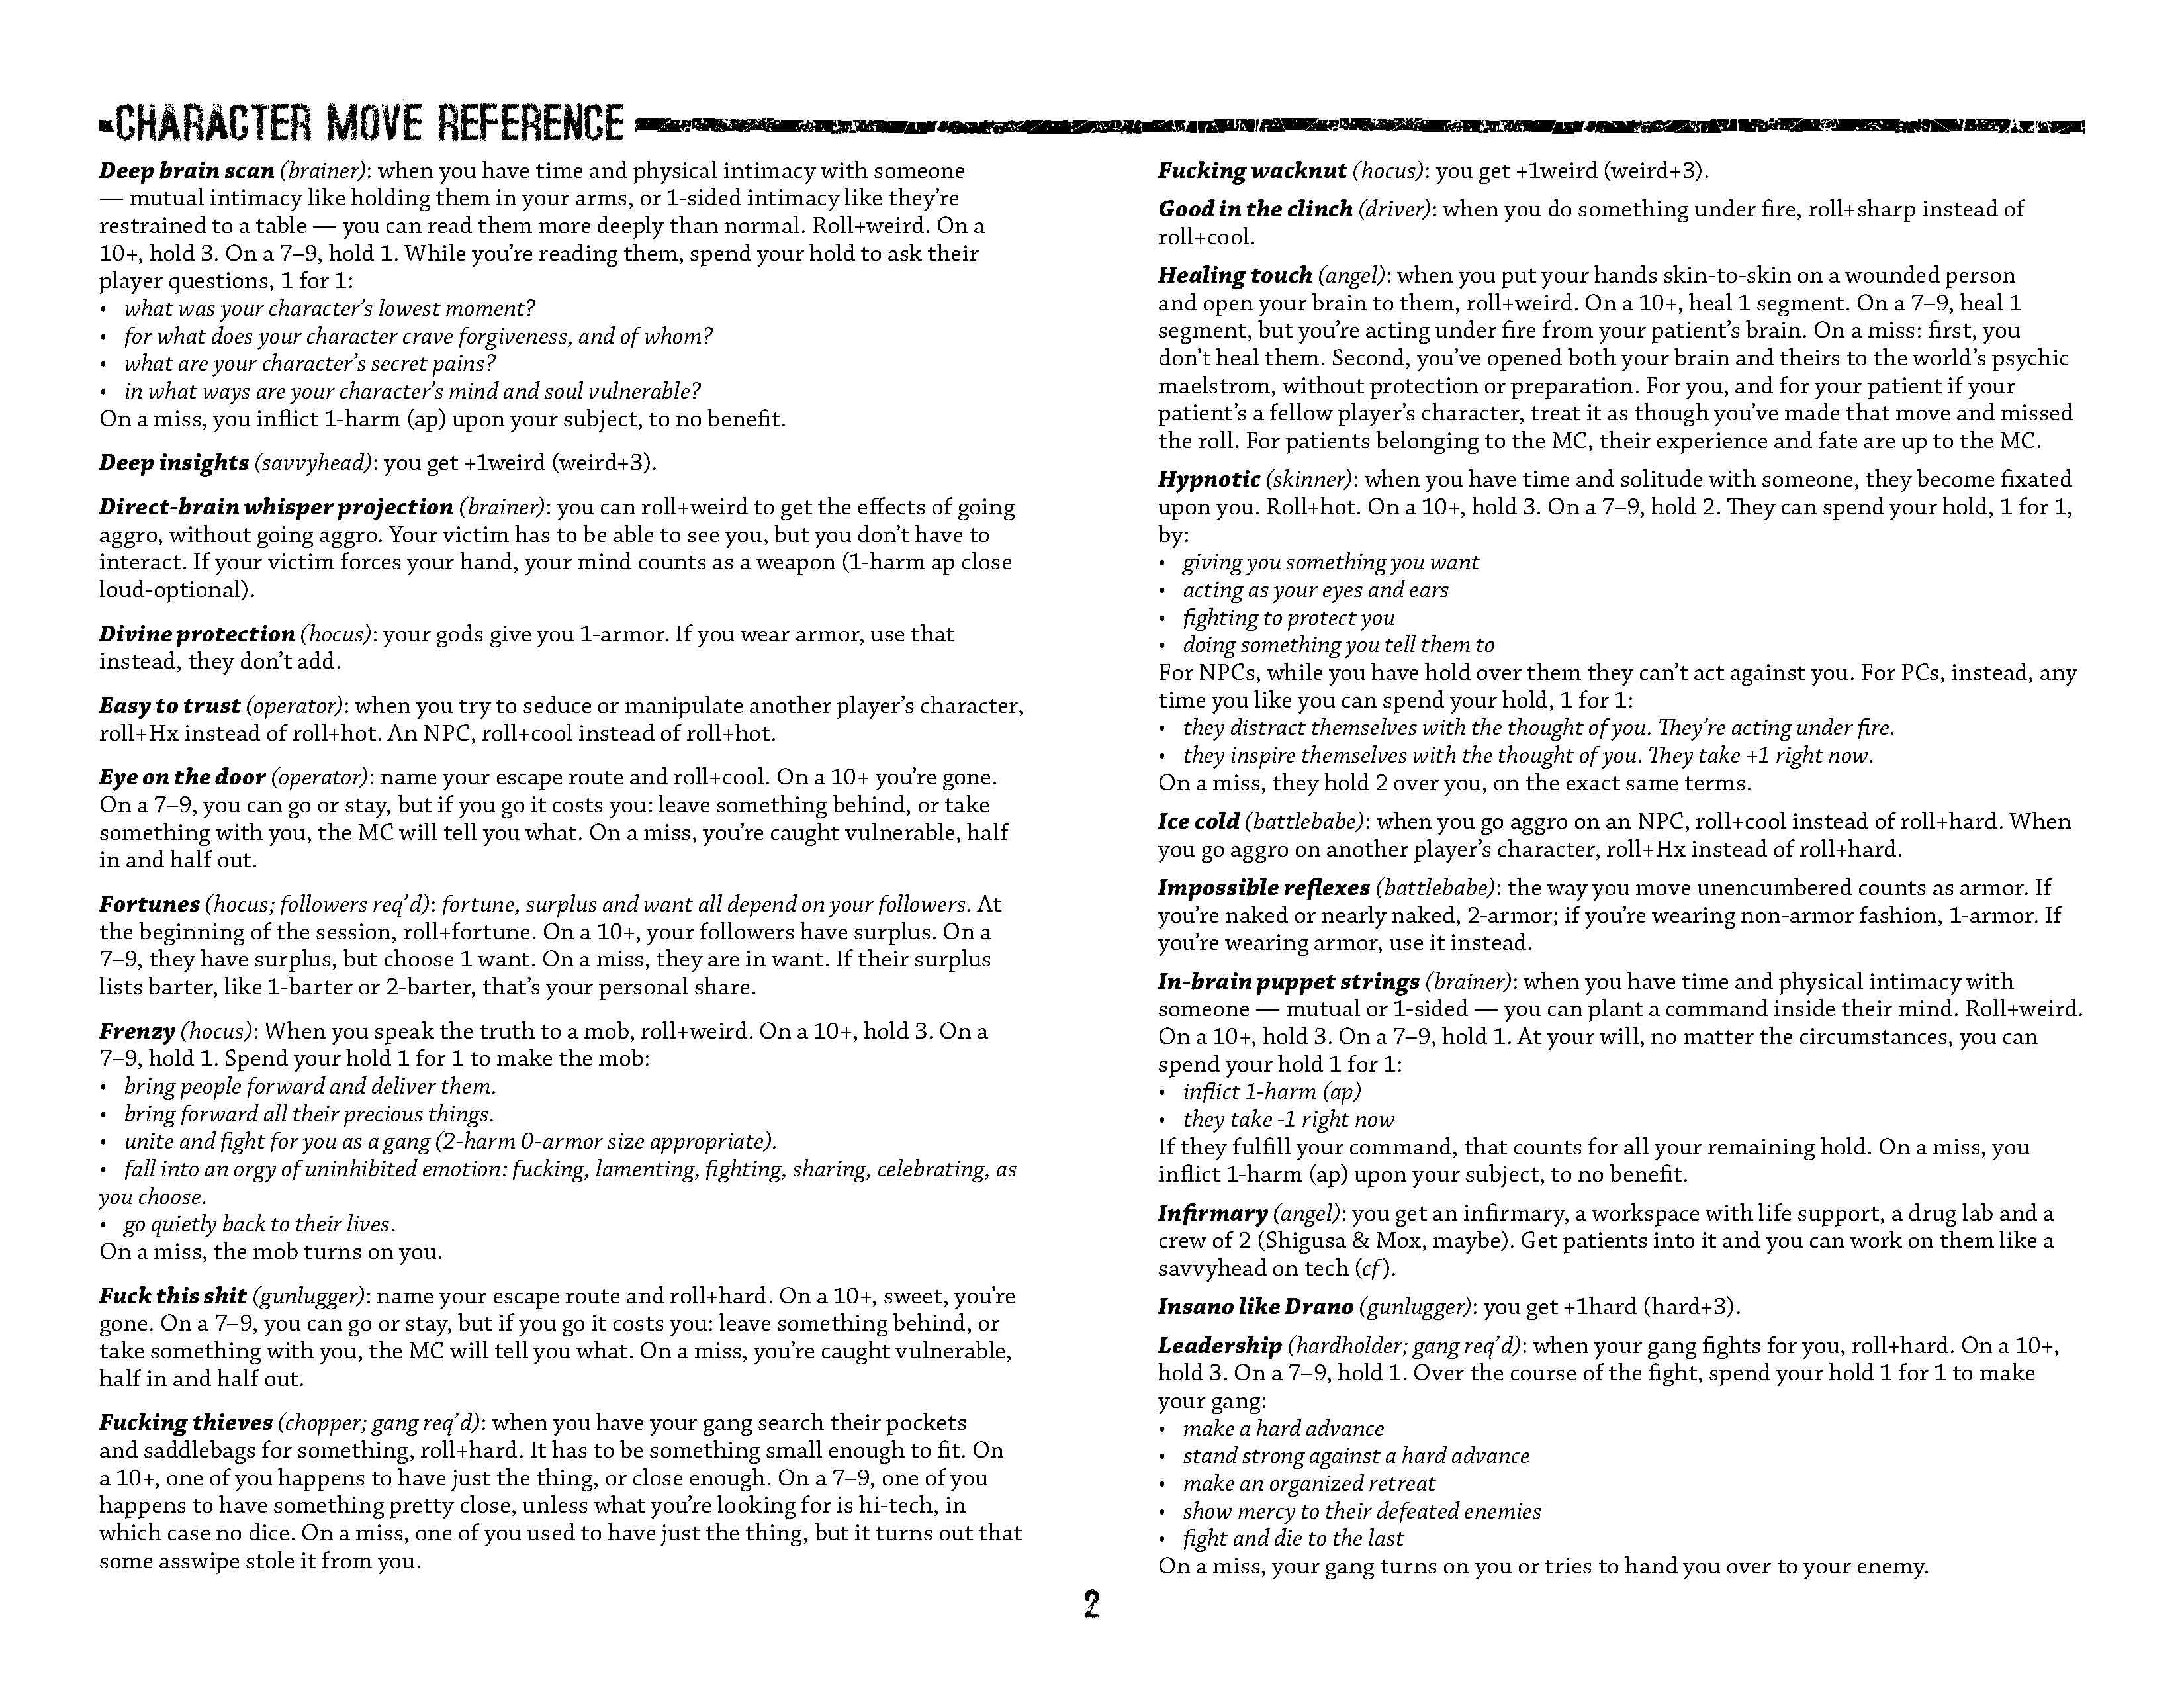 CHARACTER MOVE REFERENCE
Deep brain scan (brainer): when you have time and physical intimacy with someone
— mutual intimacy like holding them in your arms, or 1-sided intimacy like they’re
restrained to a table — you can read them more deeply than normal. Roll+weird. On a
10+, hold 3. On a 7–9, hold 1. While you’re reading them, spend your hold to ask their
player questions, 1 for 1:
• what was your character’s lowest moment?
• for what does your character crave forgiveness, and of whom?
• what are your character’s secret pains?
• in what ways are your character’s mind and soul vulnerable?
On a miss, you inflict 1-harm (ap) upon your subject, to no benefit.
Deep insights (savvyhead): you get +1weird (weird+3).
Direct-brain whisper projection (brainer): you can roll+weird to get the effects of going
aggro, without going aggro. Your victim has to be able to see you, but you don’t have to
interact. If your victim forces your hand, your mind counts as a weapon (1-harm ap close
loud-optional).
Divine protection (hocus): your gods give you 1-armor. If you wear armor, use that
instead, they don’t add.
Easy to trust (operator): when you try to seduce or manipulate another player’s character,
roll+Hx instead of roll+hot. An NPC, roll+cool instead of roll+hot.
Eye on the door (operator): name your escape route and roll+cool. On a 10+ you’re gone.
On a 7–9, you can go or stay, but if you go it costs you: leave something behind, or take
something with you, the MC will tell you what. On a miss, you’re caught vulnerable, half
in and half out.
Fortunes (hocus; followers req’d): fortune, surplus and want all depend on your followers. At
the beginning of the session, roll+fortune. On a 10+, your followers have surplus. On a
7–9, they have surplus, but choose 1 want. On a miss, they are in want. If their surplus
lists barter, like 1-barter or 2-barter, that’s your personal share.
Frenzy (hocus): When you speak the truth to a mob, roll+weird. On a 10+, hold 3. On a
7–9, hold 1. Spend your hold 1 for 1 to make the mob:
• bring people forward and deliver them.
• bring forward all their precious things.
• unite and fight for you as a gang (2-harm 0-armor size appropriate).
• fall into an orgy of uninhibited emotion: fucking, lamenting, fighting, sharing, celebrating, as
you choose.
• go quietly back to their lives.
On a miss, the mob turns on you.
Fuck this shit (gunlugger): name your escape route and roll+hard. On a 10+, sweet, you’re
gone. On a 7–9, you can go or stay, but if you go it costs you: leave something behind, or
take something with you, the MC will tell you what. On a miss, you’re caught vulnerable,
half in and half out.
Fucking thieves (chopper; gang req’d): when you have your gang search their pockets
and saddlebags for something, roll+hard. It has to be something small enough to fit. On
a 10+, one of you happens to have just the thing, or close enough. On a 7–9, one of you
happens to have something pretty close, unless what you’re looking for is hi-tech, in
which case no dice. On a miss, one of you used to have just the thing, but it turns out that
some asswipe stole it from you.
Fucking wacknut (hocus): you get +1weird (weird+3).
Good in the clinch (driver): when you do something under fire, roll+sharp instead of
roll+cool.
Healing touch (angel): when you put your hands skin-to-skin on a wounded person
and open your brain to them, roll+weird. On a 10+, heal 1 segment. On a 7–9, heal 1
segment, but you’re acting under fire from your patient’s brain. On a miss: first, you
don’t heal them. Second, you’ve opened both your brain and theirs to the world’s psychic
maelstrom, without protection or preparation. For you, and for your patient if your
patient’s a fellow player’s character, treat it as though you’ve made that move and missed
the roll. For patients belonging to the MC, their experience and fate are up to the MC.
Hypnotic (skinner): when you have time and solitude with someone, they become fixated
upon you. Roll+hot. On a 10+, hold 3. On a 7–9, hold 2. They can spend your hold, 1 for 1,
by:
• giving you something you want
• acting as your eyes and ears
• fighting to protect you
• doing something you tell them to
For NPCs, while you have hold over them they can’t act against you. For PCs, instead, any
time you like you can spend your hold, 1 for 1:
• they distract themselves with the thought of you. They’re acting under fire.
• they inspire themselves with the thought of you. They take +1 right now.
On a miss, they hold 2 over you, on the exact same terms.
Ice cold (battlebabe): when you go aggro on an NPC, roll+cool instead of roll+hard. When
you go aggro on another player’s character, roll+Hx instead of roll+hard.
Impossible reflexes (battlebabe): the way you move unencumbered counts as armor. If
you’re naked or nearly naked, 2-armor; if you’re wearing non-armor fashion, 1-armor. If
you’re wearing armor, use it instead.
In-brain puppet strings (brainer): when you have time and physical intimacy with
someone — mutual or 1-sided — you can plant a command inside their mind. Roll+weird.
On a 10+, hold 3. On a 7–9, hold 1. At your will, no matter the circumstances, you can
spend your hold 1 for 1:
• inflict 1-harm (ap)
• they take -1 right now
If they fulfill your command, that counts for all your remaining hold. On a miss, you
inflict 1-harm (ap) upon your subject, to no benefit.
Infirmary (angel): you get an infirmary, a workspace with life support, a drug lab and a
crew of 2 (Shigusa & Mox, maybe). Get patients into it and you can work on them like a
savvyhead on tech (cf).
Insano like Drano (gunlugger): you get +1hard (hard+3).
Leadership (hardholder; gang req’d): when your gang fights for you, roll+hard. On a 10+,
hold 3. On a 7–9, hold 1. Over the course of the fight, spend your hold 1 for 1 to make
your gang:
• make a hard advance
• stand strong against a hard advance
• make an organized retreat
• show mercy to their defeated enemies
• fight and die to the last
On a miss, your gang turns on you or tries to hand you over to your enemy.
2